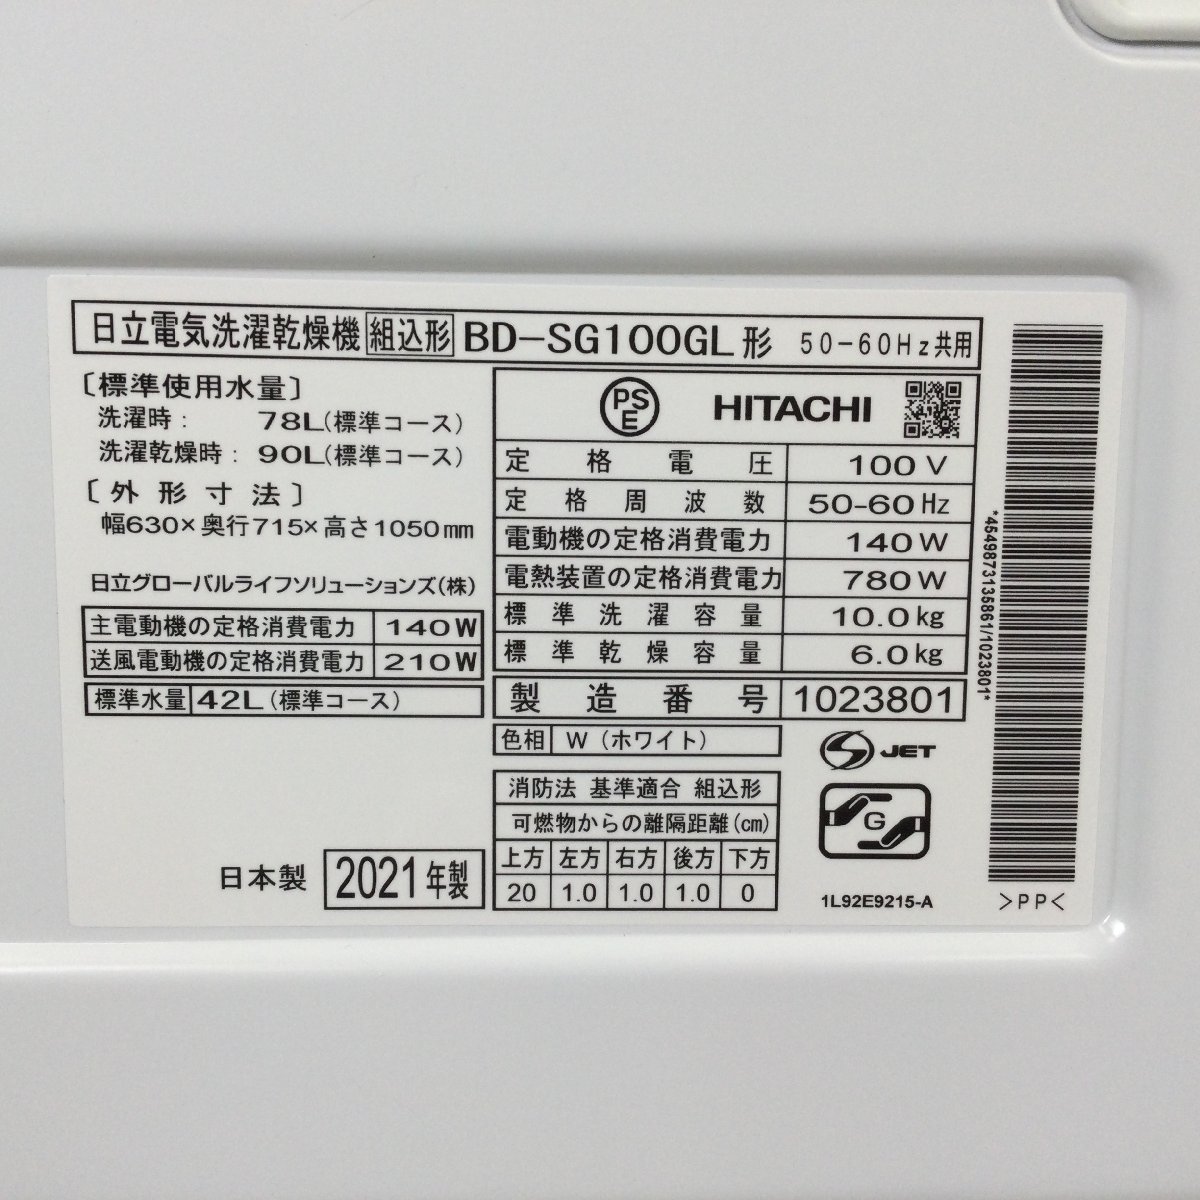 日立電気洗濯乾燥機 組込形 BD-SG100GL形 50-60Hz共用
〔標準使用水量〕
洗濯時: 78L(標準コース)
洗濯乾燥時: 90L(標準コース)
〔外形寸法〕
幅630×奥行715×高さ1050mm
日立グローバルライフソリューションズ(株)
主電動機の定格消費電力 140W
送風電動機の定格消費電力 210W
標準水量 42L(標準コース)
日本製 2021年製
PSE HITACHI
定格電圧 100V
定格周波数 50-60Hz
電動機の定格消費電力 140W
電熱装置の定格消費電力 780W
標準洗濯容量 10.0kg
標準乾燥容量 6.0kg
製造番号 1023801
色相 W(ホワイト)
消防法 基準適合 組込形
可燃物からの離隔距離(cm)
上方 左方 右方 後方 下方
20 1.0 1.0 1.0 0
S JET
G
1L92E9215-A
*4549873135861/1023801*
>PP<